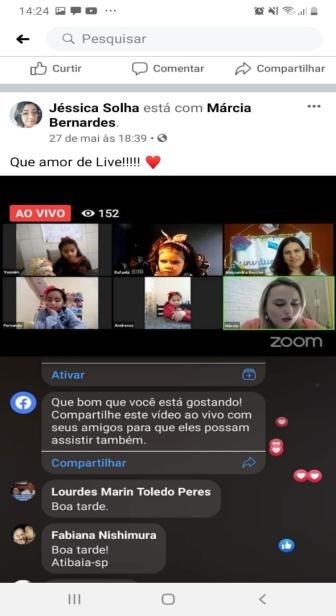 14:24
Pesquisar
Curtir
Comentar
Compartilhar
Jéssica Solha está com Márcia
Bernardes.
27 de mai às 18:39
Que amor de Live!!!!!
AO VIVO
152
Rafaela
Alessandra
Fernanda
Andressa
Márcia
zoom
Ativar
Que bom que você está gostando!
Compartilhe este vídeo ao vivo com
seus amigos para que eles possam
assistir também.
Compartilhar
Lourdes Marin Toledo Peres
Boa tarde.
Fabiana Nishimura
Boa tarde!
Atibaia-sp